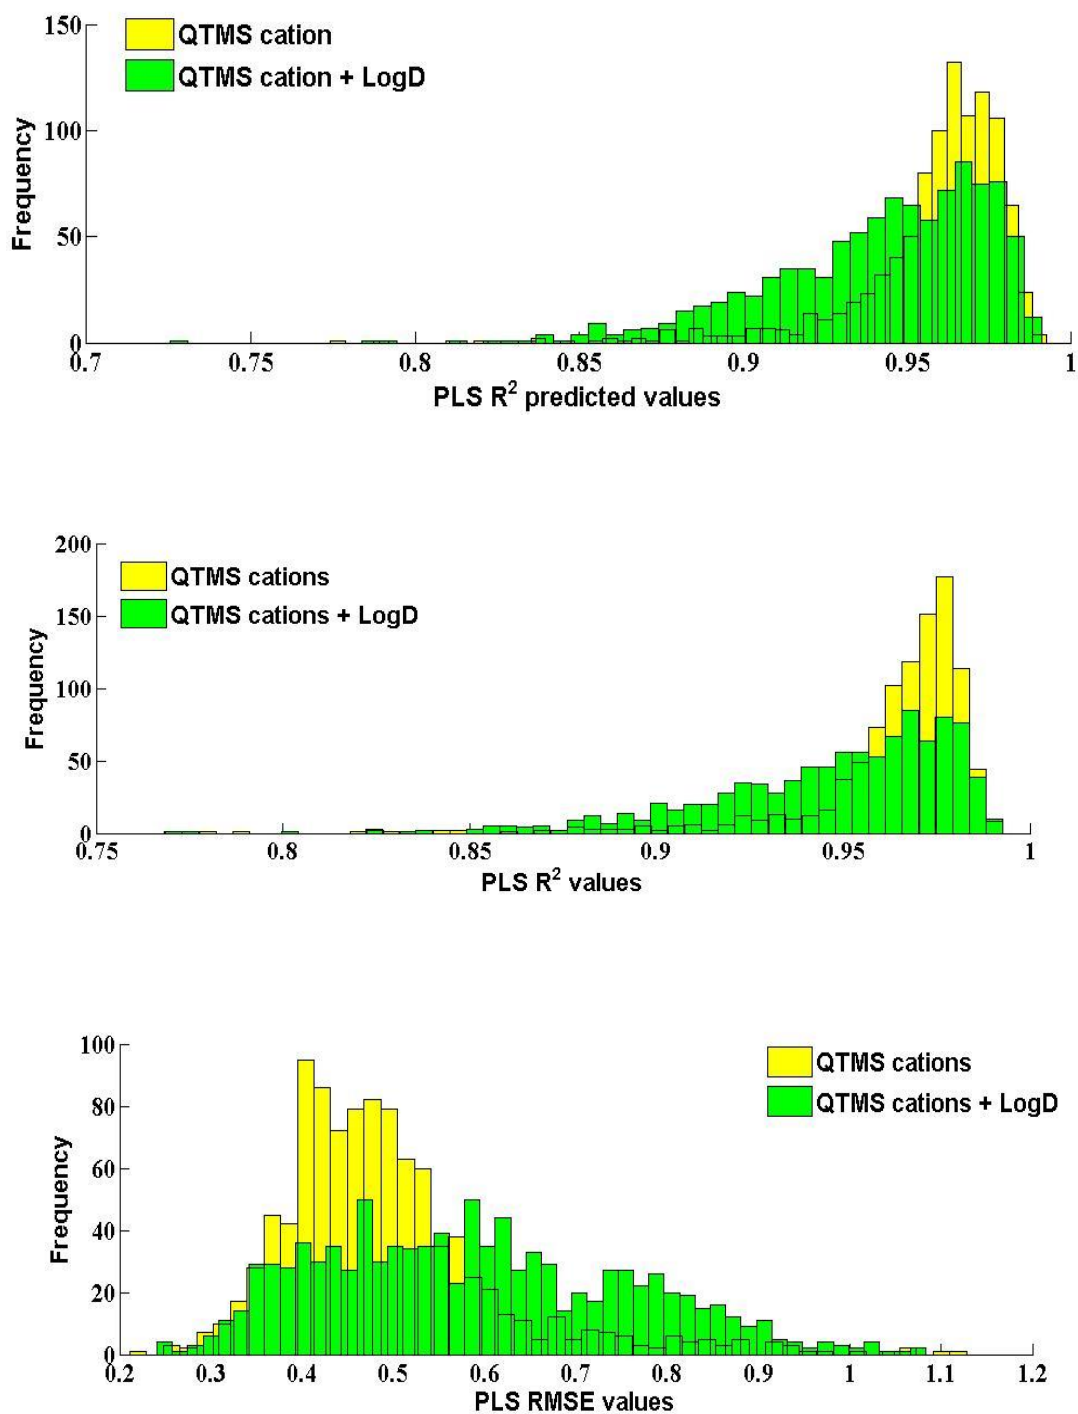 150
QTMS cation
QTMS cation + LogD
100
50
0
0.7 0.75 0.8 0.85 0.9 0.95 1
Frequency
PLS R² predicted values
200
QTMS cations
QTMS cations + LogD
150
100
50
0
0.75 0.8 0.85 0.9 0.95 1
Frequency
PLS R² values
100
QTMS cations
QTMS cations + LogD
80
60
40
20
0
0.2 0.3 0.4 0.5 0.6 0.7 0.8 0.9 1 1.1 1.2
Frequency
PLS RMSE values